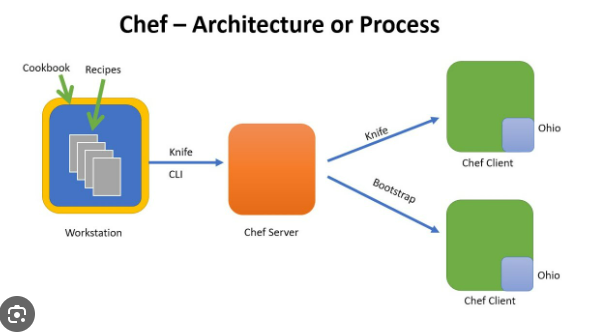 Chef – Architecture or Process
Cookbook
Recipes
Knife
CLI
Workstation
Chef Server
Knife
Bootstrap
Ohio
Chef Client
Ohio
Chef Client